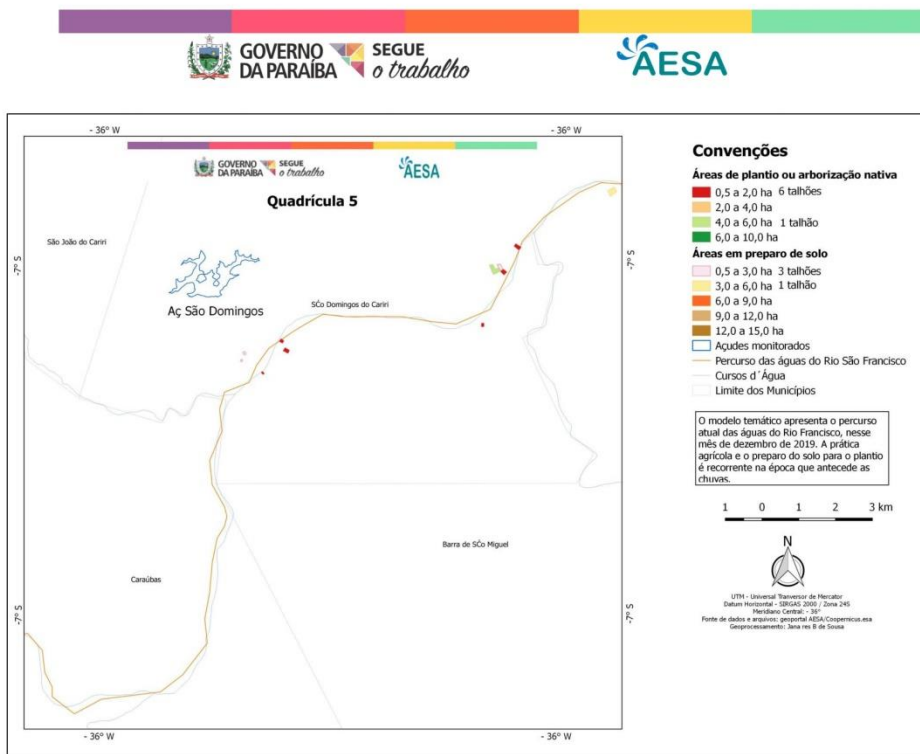 GOVERNO
DA PARAÍBA
SEGUE
o trabalho
AESA
- 36° W
- 36° W
GOVERNO
DA PARAÍBA
SEGUE
o trabalho
AESA
Quadrícula 5
São João do Cariri
-7° S
-7° S
Aç São Domingos
SČo Domingos do Cariri
Barra de SČo Miguel
Caraúbas
-7° S
-7° S
- 36° W
- 36° W
Convenções
Áreas de plantio ou arborização nativa
0,5 a 2,0 ha 6 talhões
2,0 a 4,0 ha
4,0 a 6,0 ha 1 talhão
6,0 a 10,0 ha
Áreas em preparo de solo
0,5 a 3,0 ha 3 talhões
3,0 a 6,0 ha 1 talhão
6,0 a 9,0 ha
9,0 a 12,0 ha
12,0 a 15,0 ha
Açudes monitorados
Percurso das águas do Rio São Francisco
Cursos d´Água
Limite dos Municípios
O modelo temático apresenta o percurso
atual das águas do Rio Francisco, nesse
mês de dezembro de 2019. A prática
agrícola e o preparo do solo para o plantio
é recorrente na época que antecede as
chuvas.
1 0 1 2 3 km
N
UTM - Universal Tranversor de Mercator
Datum Horizontal - SIRGAS 2000 / Zona 24S
Meridiano Central: - 36°
Fonte de dados e arquivos: geoportal AESA/Coopernicus.esa
Geoprocessamento: Jana res B de Sousa